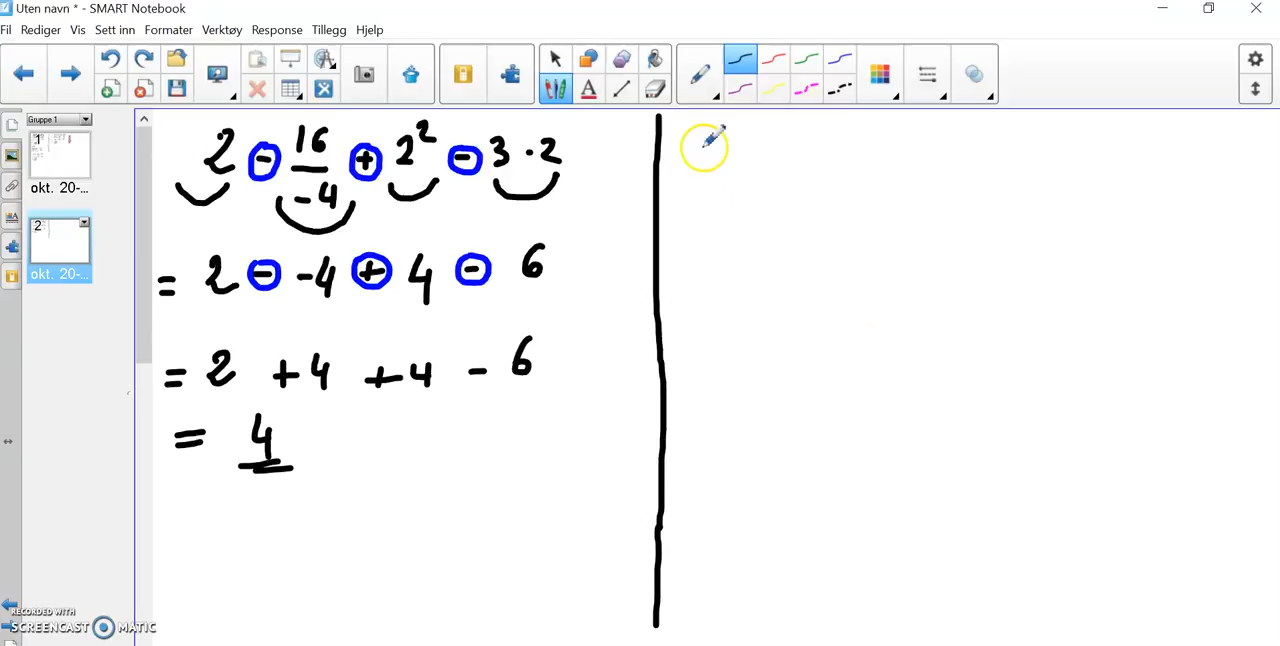 Uten navn * - SMART Notebook
Fil Rediger Vis Sett inn Formater Verktøy Response Tillegg Hjelp
Gruppe 1
1
okt. 20-...
2
okt. 20-...
2 - 16/-4 + 2² - 3 · 2
= 2 - -4 + 4 - 6
= 2 + 4 + 4 - 6
= 4
RECORDED WITH
SCREENCAST MATIC